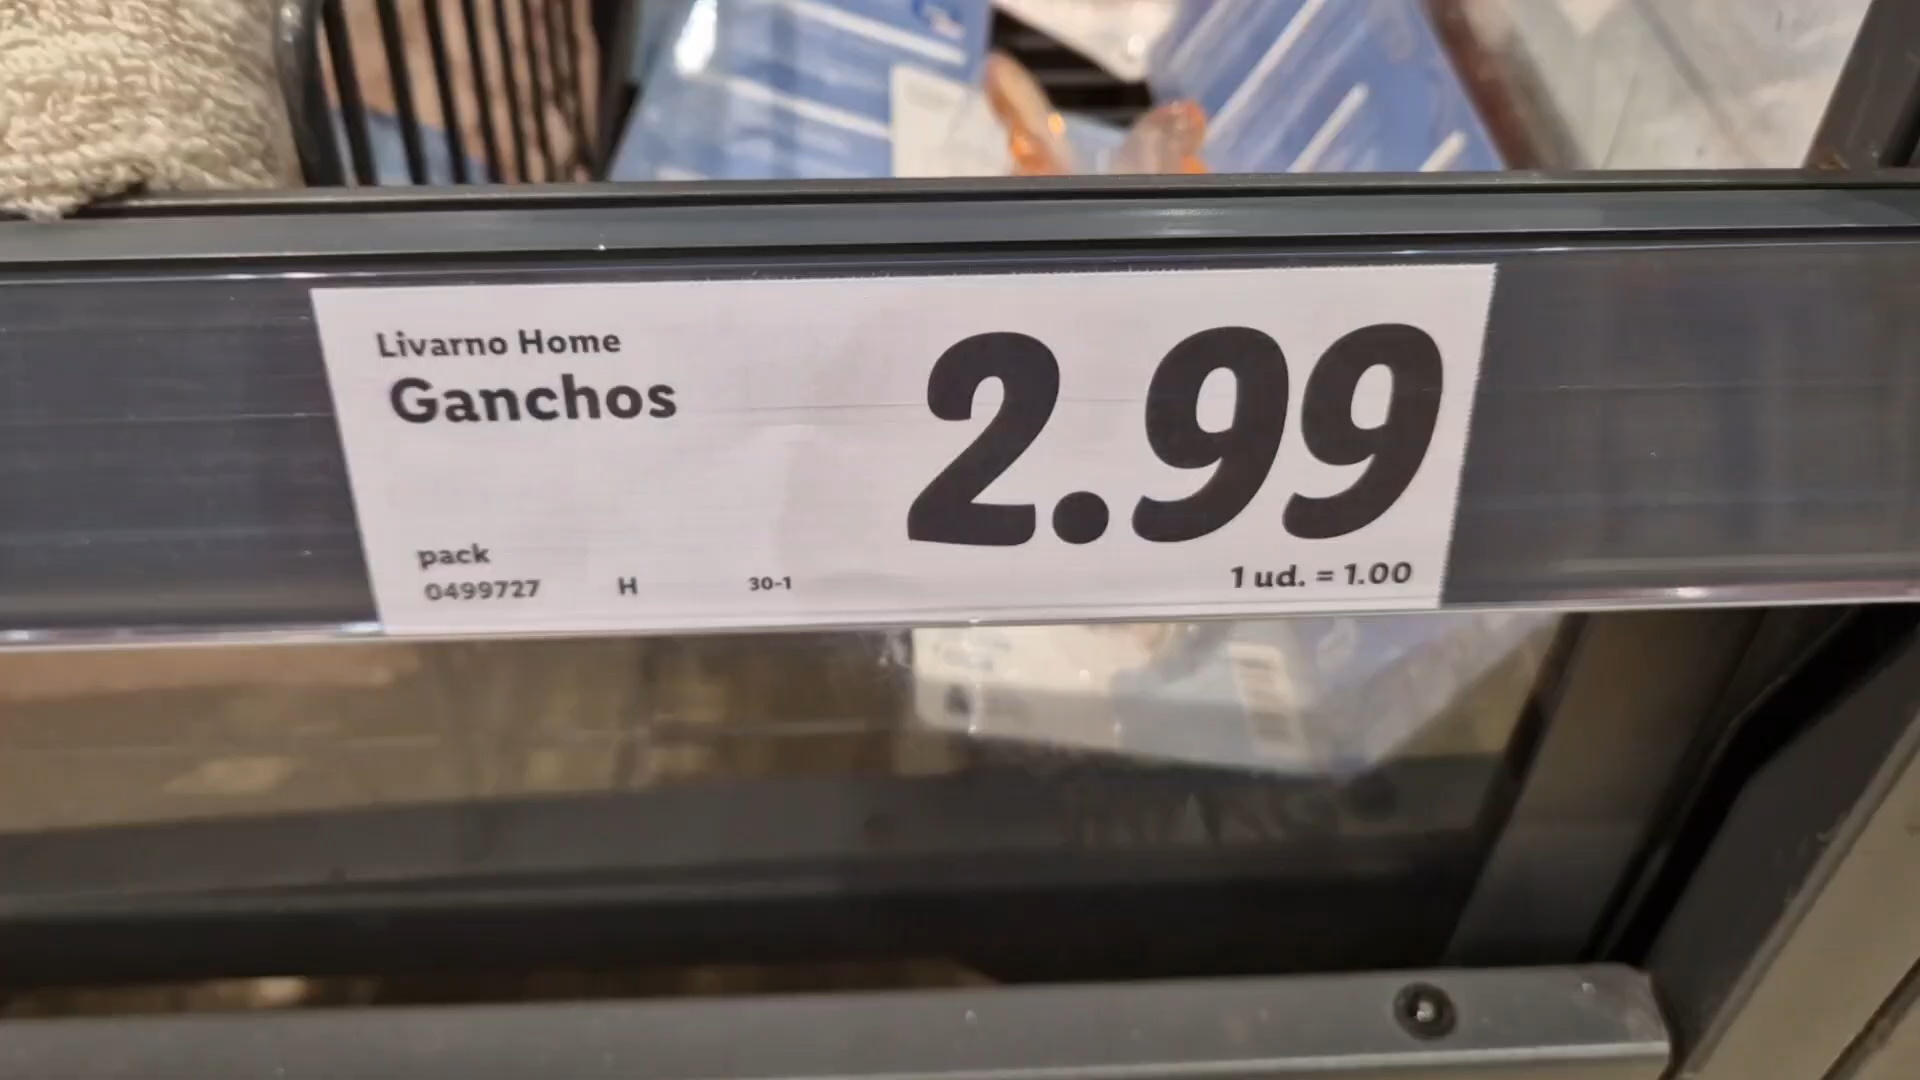 Livarno Home
Ganchos
2.99
pack
0499727 H 30-1
1 ud. = 1.00